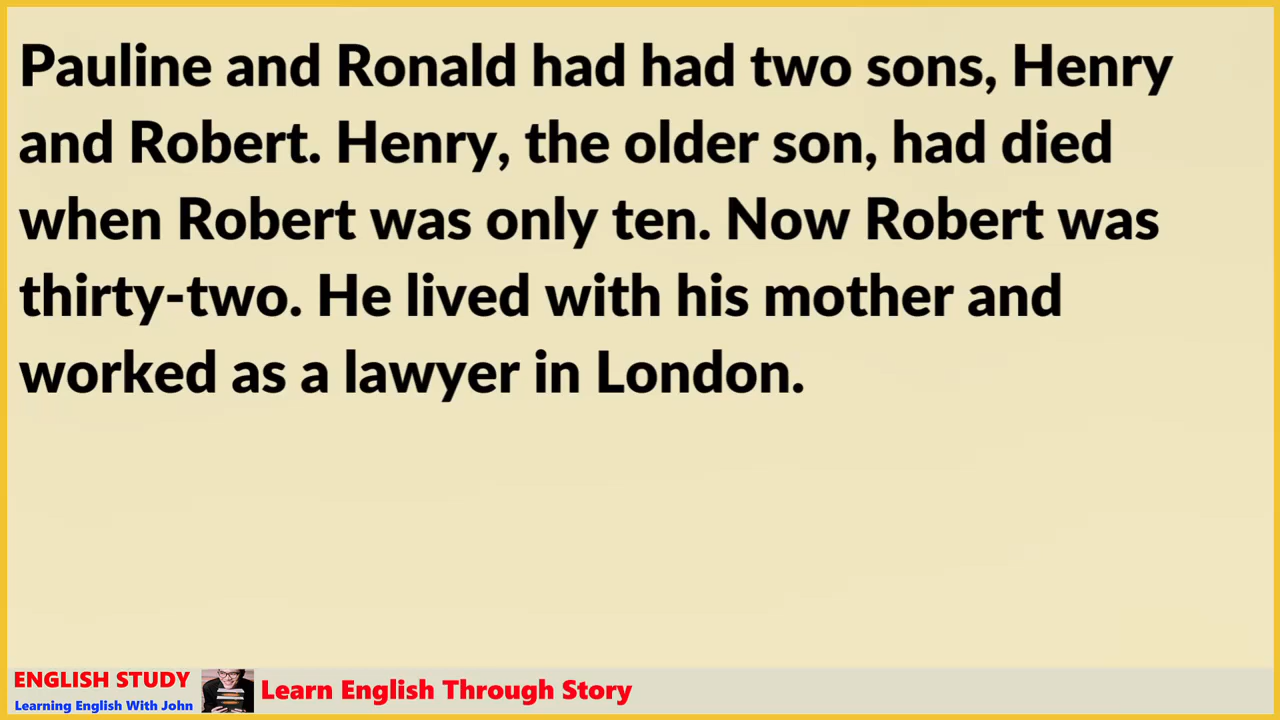 Pauline and Ronald had had two sons, Henry
and Robert. Henry, the older son, had died
when Robert was only ten. Now Robert was
thirty-two. He lived with his mother and
worked as a lawyer in London.
ENGLISH STUDY
Learning English With John
Learn English Through Story